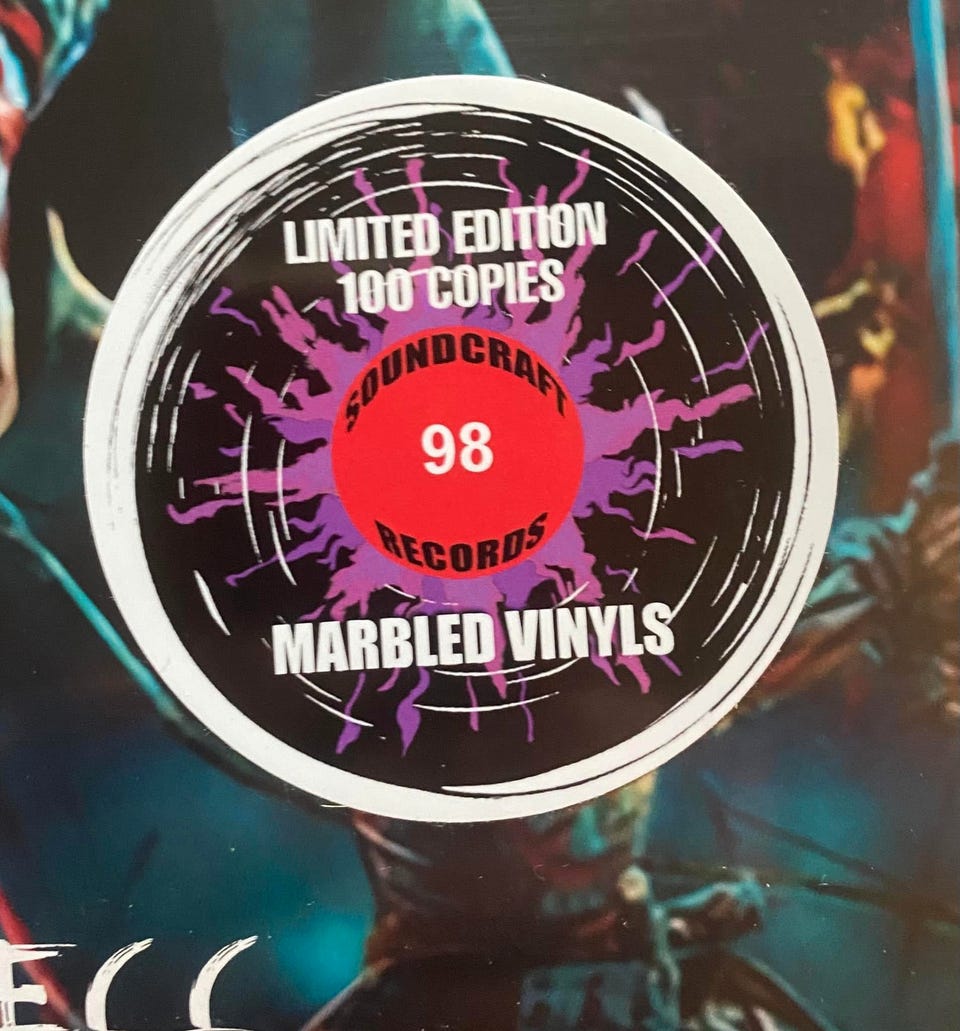 LIMITED EDITION
100 COPIES
SOUNDCRAFT
98
RECORDS
MARBLED VINYLS